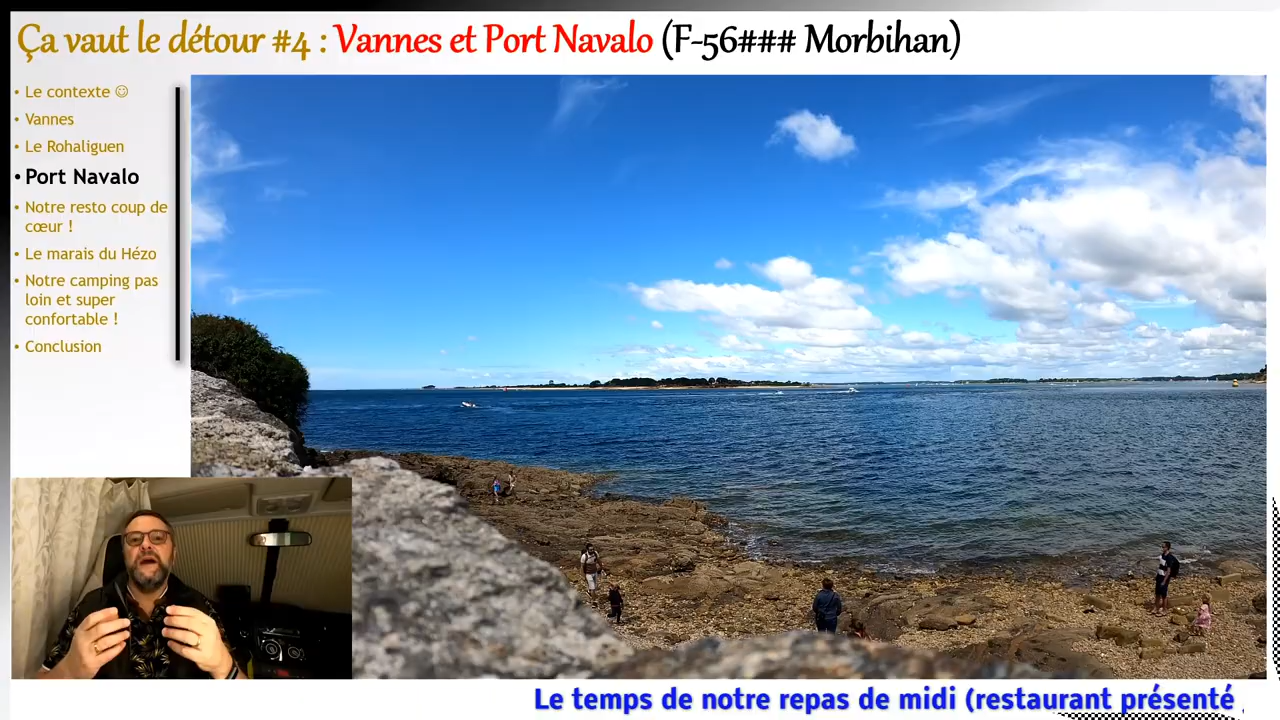 Ça vaut le détour #4 : Vannes et Port Navalo (F-56### Morbihan)
• Le contexte ☺
• Vannes
• Le Rohaliguen
• Port Navalo
• Notre resto coup de
cœur !
• Le marais du Hézo
• Notre camping pas
loin et super
confortable !
• Conclusion
Le temps de notre repas de midi (restaurant présenté